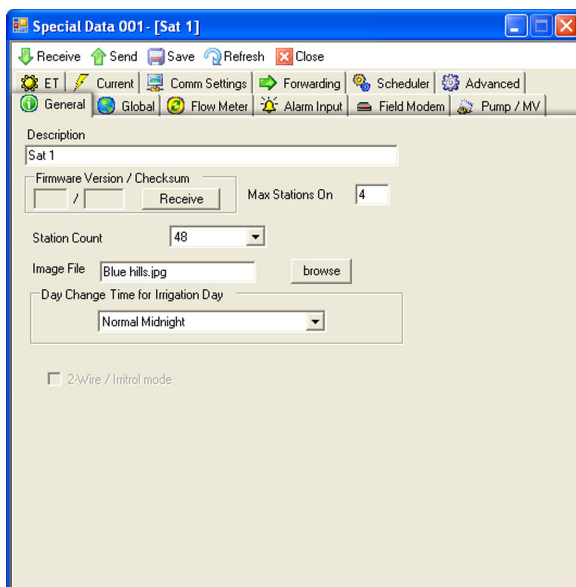 Special Data 001- [Sat 1]
Receive Send Save Refresh Close
ET Current Comm Settings Forwarding Scheduler Advanced
General Global Flow Meter Alarm Input Field Modem Pump / MV
Description
Sat 1
Firmware Version / Checksum
/ Receive Max Stations On 4
Station Count 48
Image File Blue hills.jpg browse
Day Change Time for Irrigation Day
Normal Midnight
2-Wire / Irritrol mode